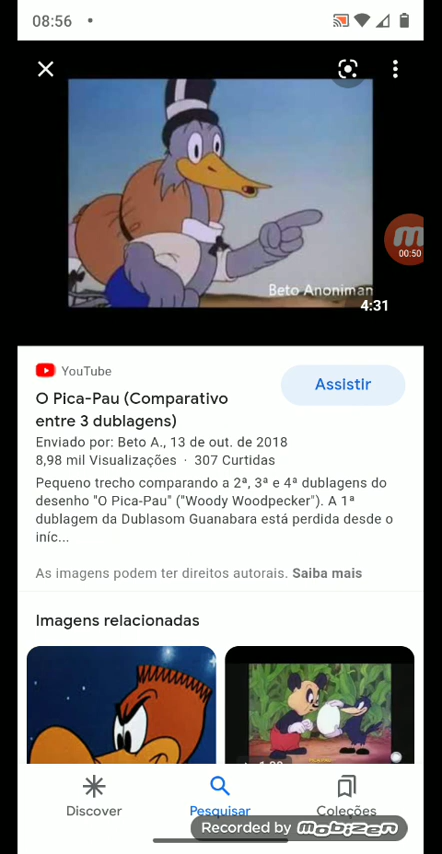 08:56
00:50
Beto Anoniman
4:31
YouTube
Assistir
O Pica-Pau (Comparativo
entre 3 dublagens)
Enviado por: Beto A., 13 de out. de 2018
8,98 mil Visualizações · 307 Curtidas
Pequeno trecho comparando a 2ª, 3ª e 4ª dublagens do
desenho "O Pica-Pau" ("Woody Woodpecker"). A 1ª
dublagem da Dublasom Guanabara está perdida desde o
iníc...
As imagens podem ter direitos autorais. Saiba mais
Imagens relacionadas
Discover
Pesquisar
Coleções
Recorded by mobizen